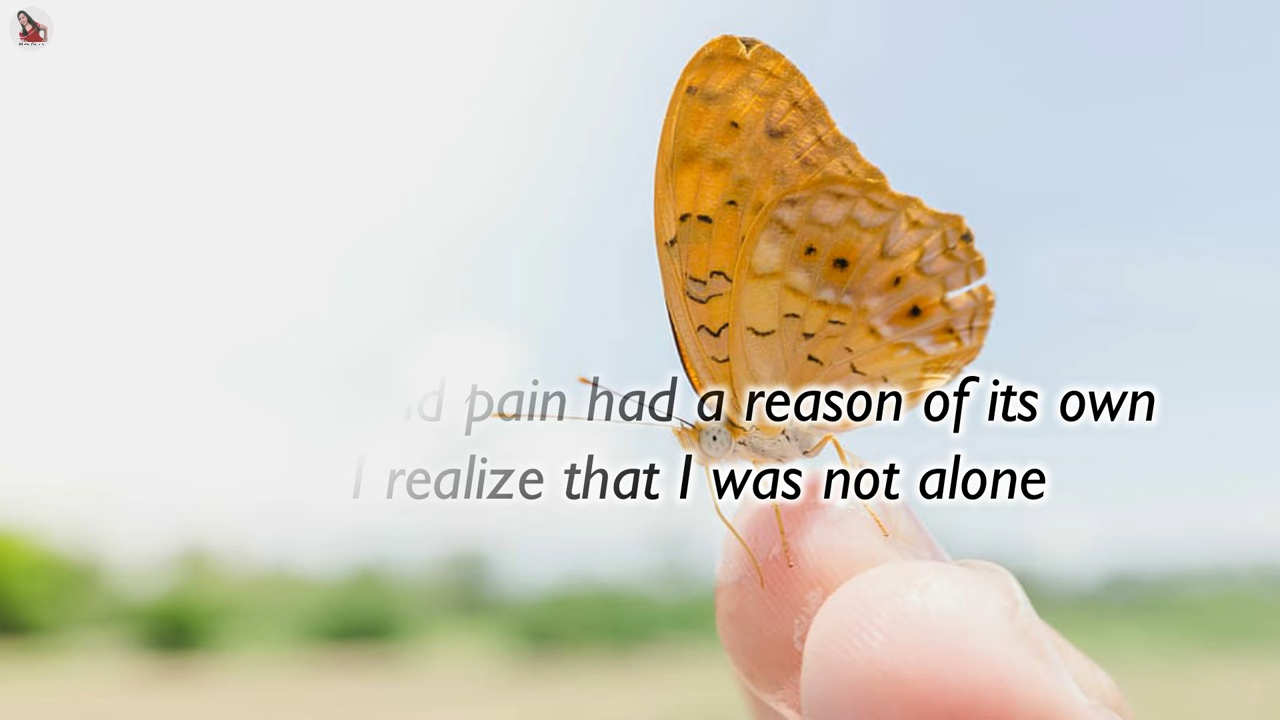 pain had a reason of its own
I realize that I was not alone